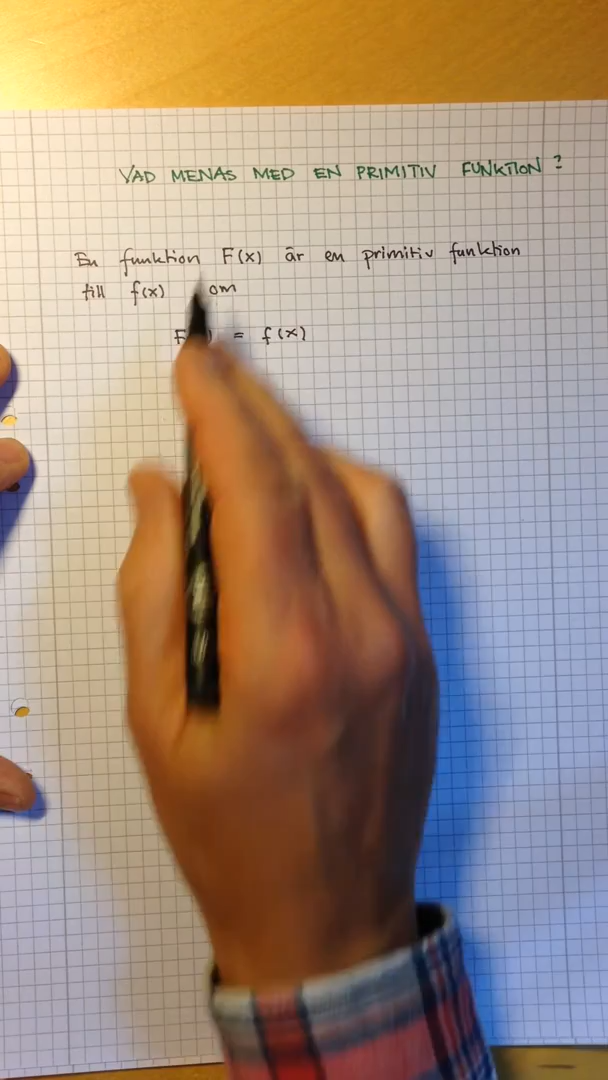 VAD MENAS MED EN PRIMITIV FUNKTION?
En funktion F(x) är en primitiv funktion
till f(x) om
= f(x)